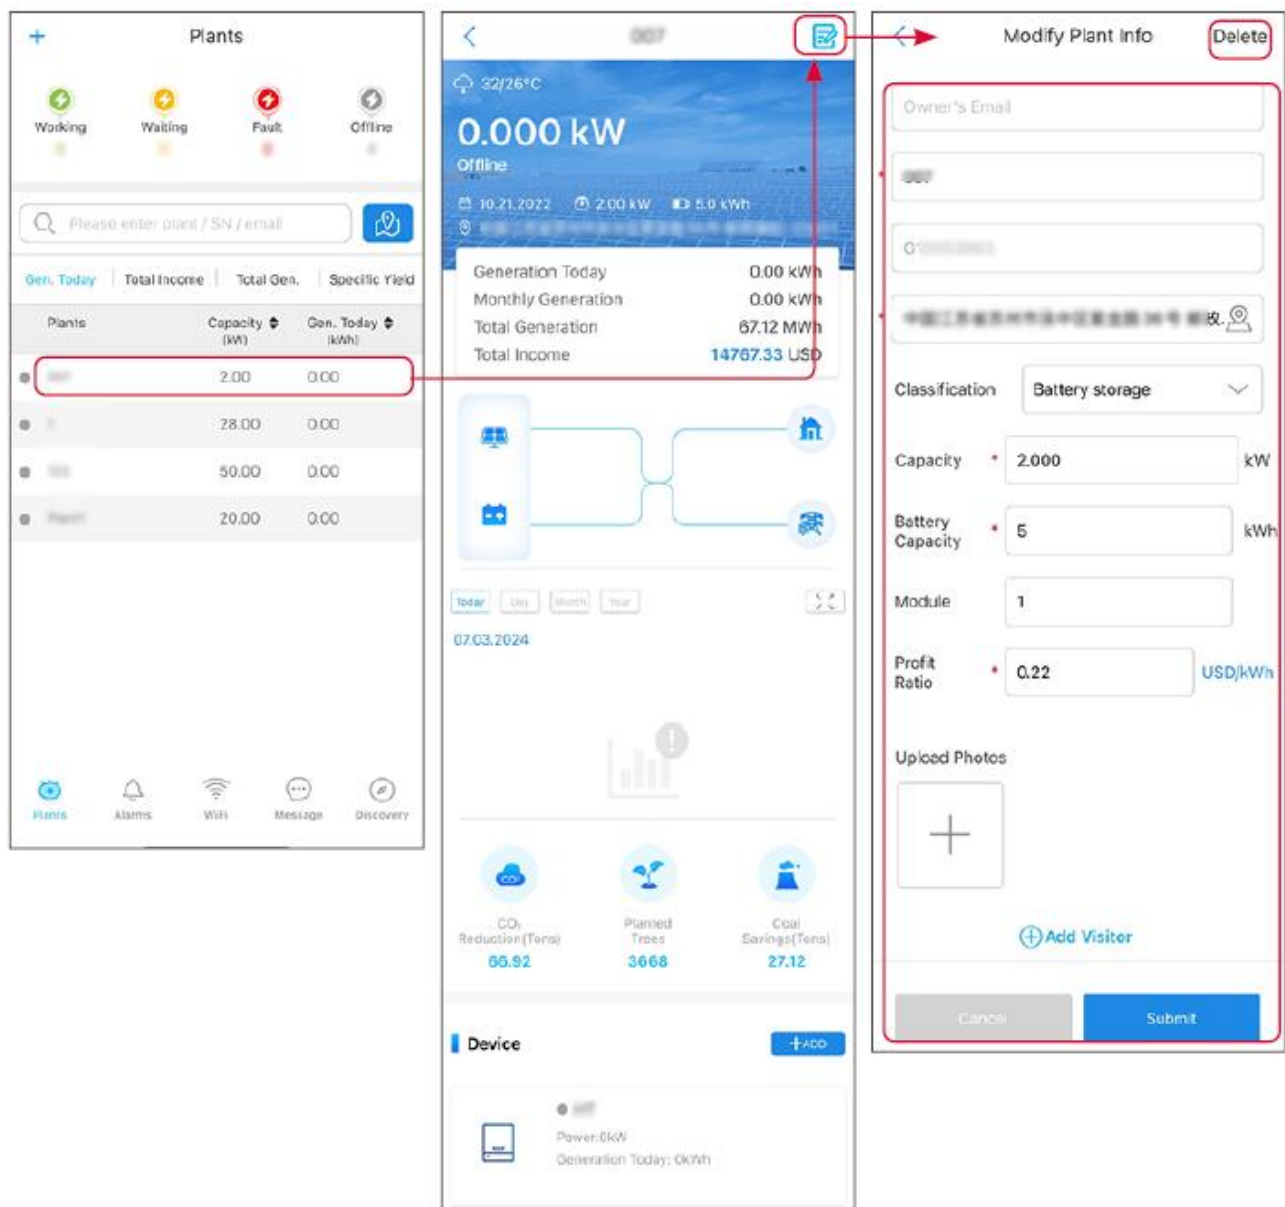 Plants
Working
Waiting
Fault
Offline
Please enter plant / SN / email
Gen. Today
Total Income
Total Gen.
Specific Yield
Plants
Capacity
(kW)
Gen. Today
(kWh)
2.00
0.00
28.00
0.00
50.00
0.00
20.00
0.00
Plants
Alarms
WiFi
Message
Discovery
007
32/26°C
0.000 kW
Offline
10.21.2022
2.00 kW
5.0 kWh
Generation Today 0.00 kWh
Monthly Generation 0.00 kWh
Total Generation 67.12 MWh
Total Income 14767.33 USD
Today
Day
Month
Year
07.03.2024
CO₂
Reduction(Tons)
66.92
Planted
Trees
3668
Coal
Savings(Tons)
27.12
Device
+ADD
Power:0kW
Generation Today: 0kWh
Modify Plant Info
Delete
Owner's Email
007
Classification
Battery storage
Capacity * 2.000 kW
Battery
Capacity * 5 kWh
Module 1
Profit
Ratio * 0.22 USD/kWh
Upload Photos
Add Visitor
Cancel
Submit